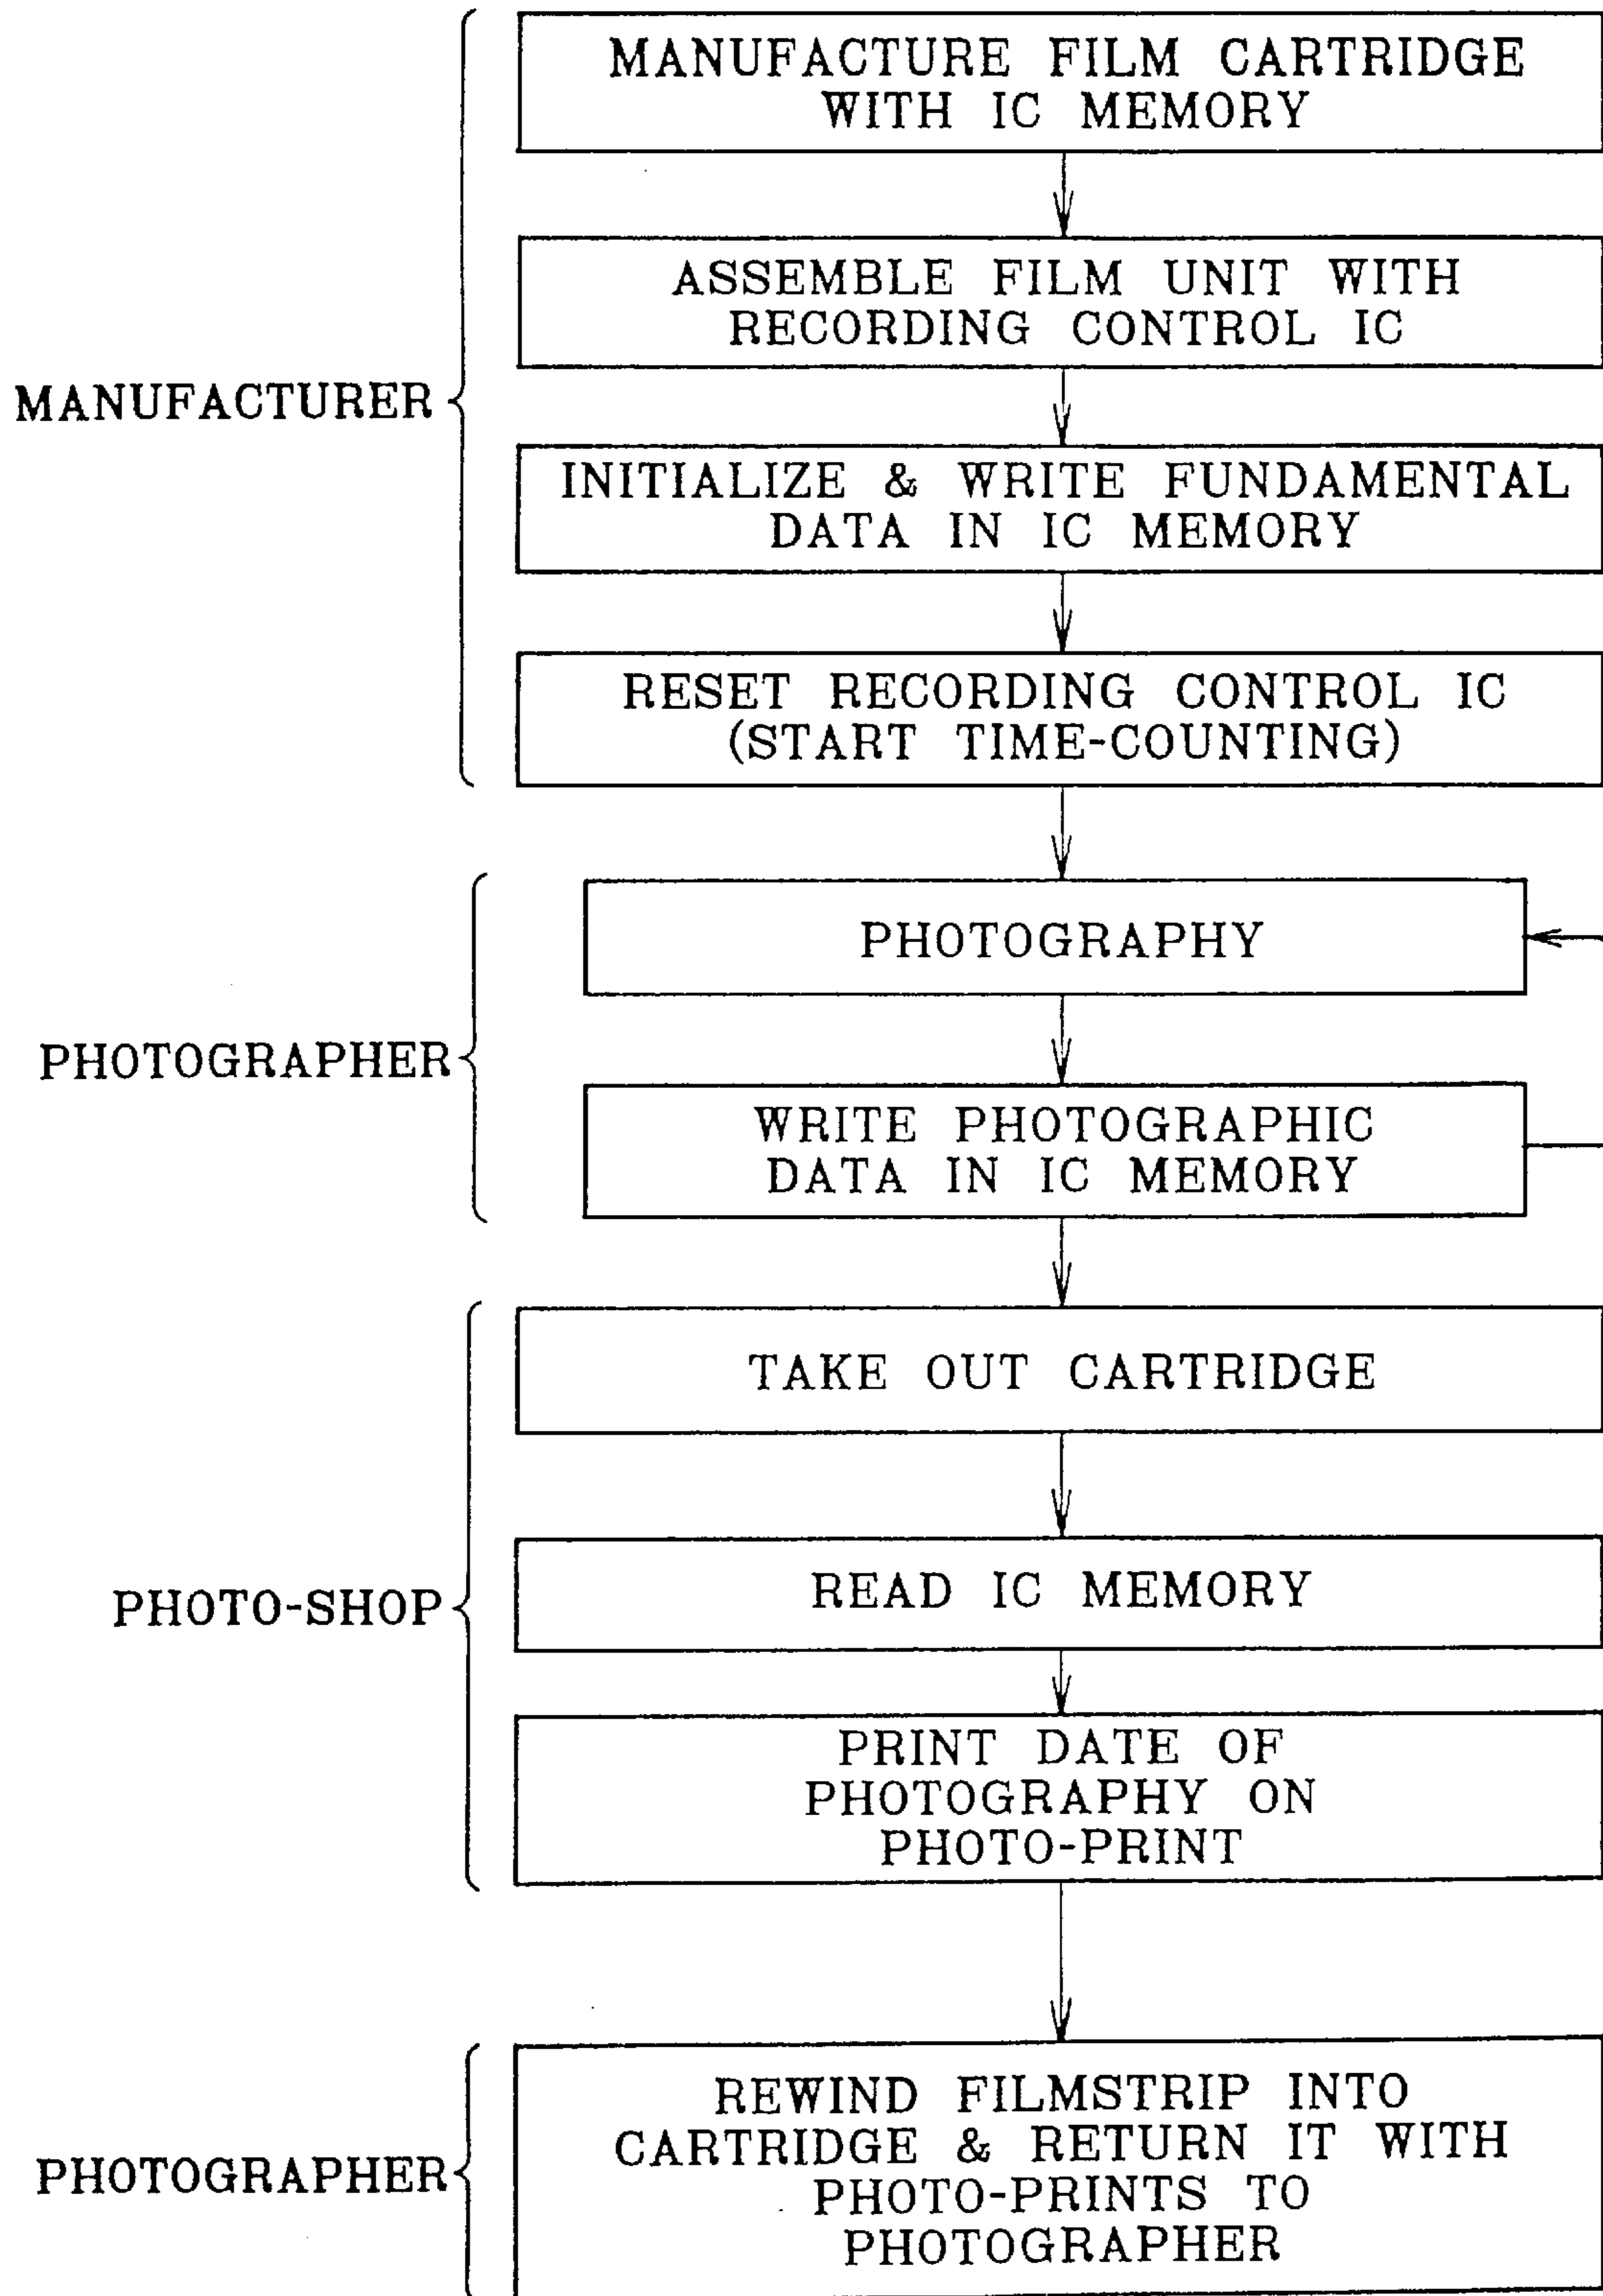 MANUFACTURER
MANUFACTURE FILM CARTRIDGE
WITH IC MEMORY
ASSEMBLE FILM UNIT WITH
RECORDING CONTROL IC
INITIALIZE & WRITE FUNDAMENTAL
DATA IN IC MEMORY
RESET RECORDING CONTROL IC
(START TIME-COUNTING)
PHOTOGRAPHER
PHOTOGRAPHY
WRITE PHOTOGRAPHIC
DATA IN IC MEMORY
PHOTO-SHOP
TAKE OUT CARTRIDGE
READ IC MEMORY
PRINT DATE OF
PHOTOGRAPHY ON
PHOTO-PRINT
PHOTOGRAPHER
REWIND FILMSTRIP INTO
CARTRIDGE & RETURN IT WITH
PHOTO-PRINTS TO
PHOTOGRAPHER